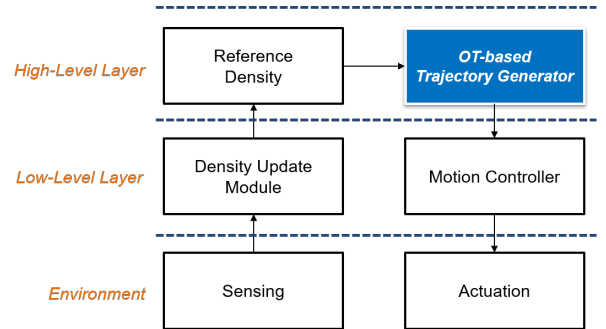 High-Level Layer
Reference
Density
OT-based
Trajectory Generator
Low-Level Layer
Density Update
Module
Motion Controller
Environment
Sensing
Actuation